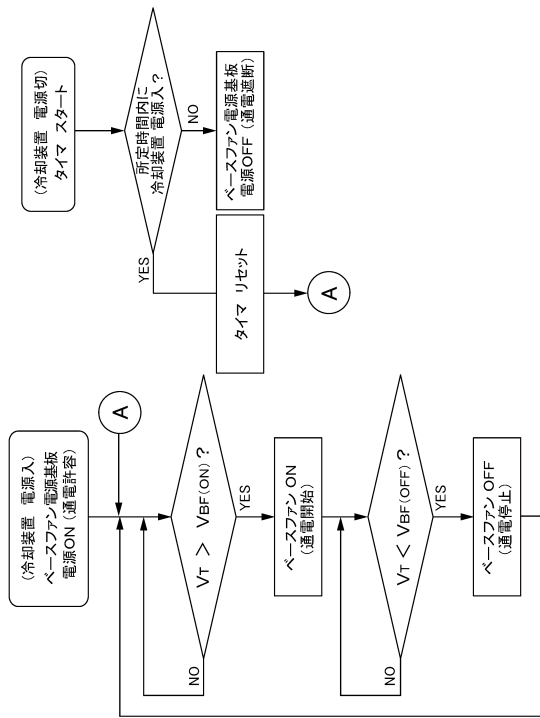 (冷却装置 電源入)
ベースファン電源基板
電源ON(通電許容)
A
VT > VBF(ON) ?
NO
YES
ベースファン ON
(通電開始)
VT < VBF(OFF) ?
NO
YES
ベースファン OFF
(通電停止)
(冷却装置 電源切)
タイマ スタート
所定時間内に
冷却装置 電源入?
YES
NO
タイマ リセット
ベースファン電源基板
電源OFF(通電遮断)
A